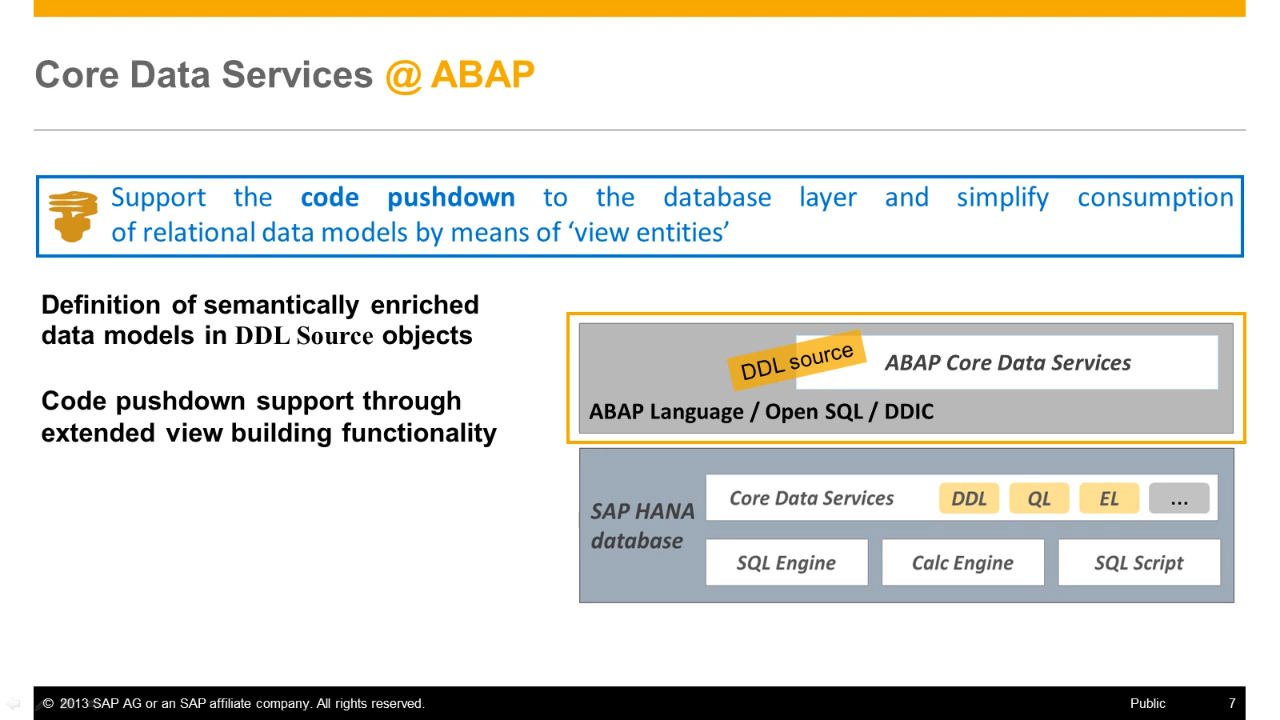 Core Data Services @ ABAP
Support the code pushdown to the database layer and simplify consumption
of relational data models by means of ‘view entities’
Definition of semantically enriched
data models in DDL Source objects
Code pushdown support through
extended view building functionality
DDL source
ABAP Core Data Services
ABAP Language / Open SQL / DDIC
SAP HANA
database
Core Data Services
DDL
QL
EL
...
SQL Engine
Calc Engine
SQL Script
© 2013 SAP AG or an SAP affiliate company. All rights reserved.
Public
7